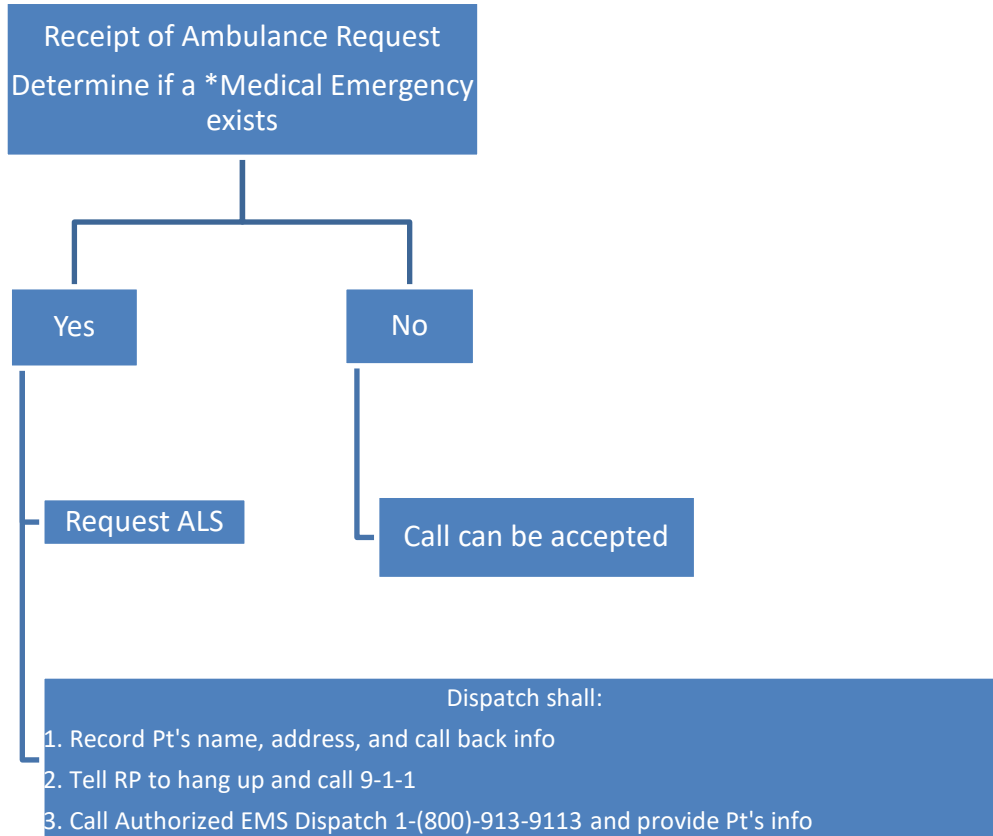 Receipt of Ambulance Request
Determine if a *Medical Emergency
exists
Yes
No
Request ALS
Call can be accepted
Dispatch shall:
1. Record Pt's name, address, and call back info
2. Tell RP to hang up and call 9-1-1
3. Call Authorized EMS Dispatch 1-(800)-913-9113 and provide Pt's info